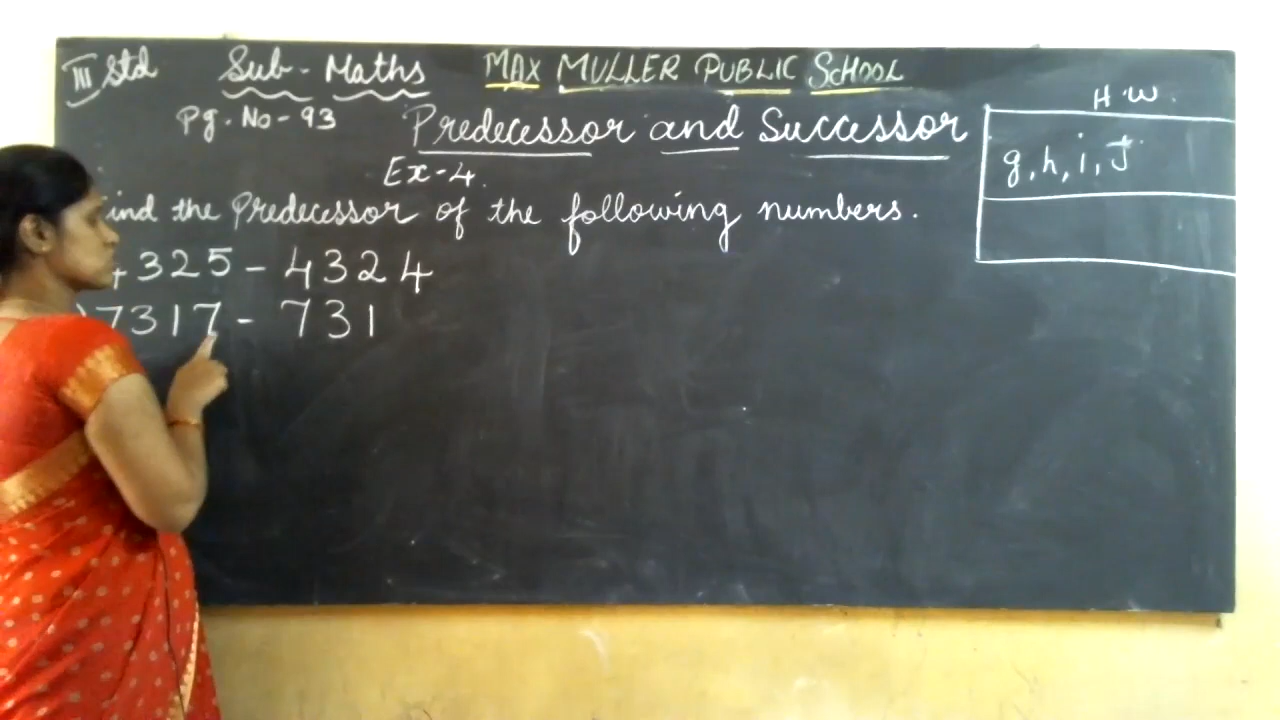 III Std Sub - Maths MAX MULLER PUBLIC SCHOOL
Pg. No - 93
Predecessor and Successor
H.W.
g, h, i, J
Ex-4.
ind the Predecessor of the following numbers.
4325 - 4324
)7317 - 731